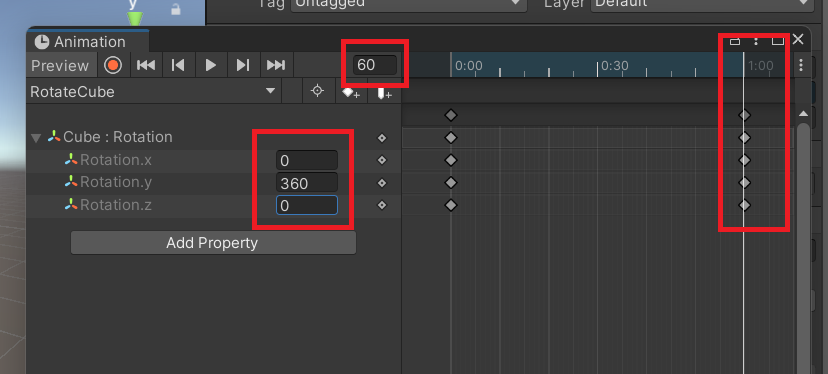 y
Tag Untagged Layer Default
Animation
Preview 60 0:00 0:30 1:00
RotateCube
Cube : Rotation
Rotation.x 0
Rotation.y 360
Rotation.z 0
Add Property